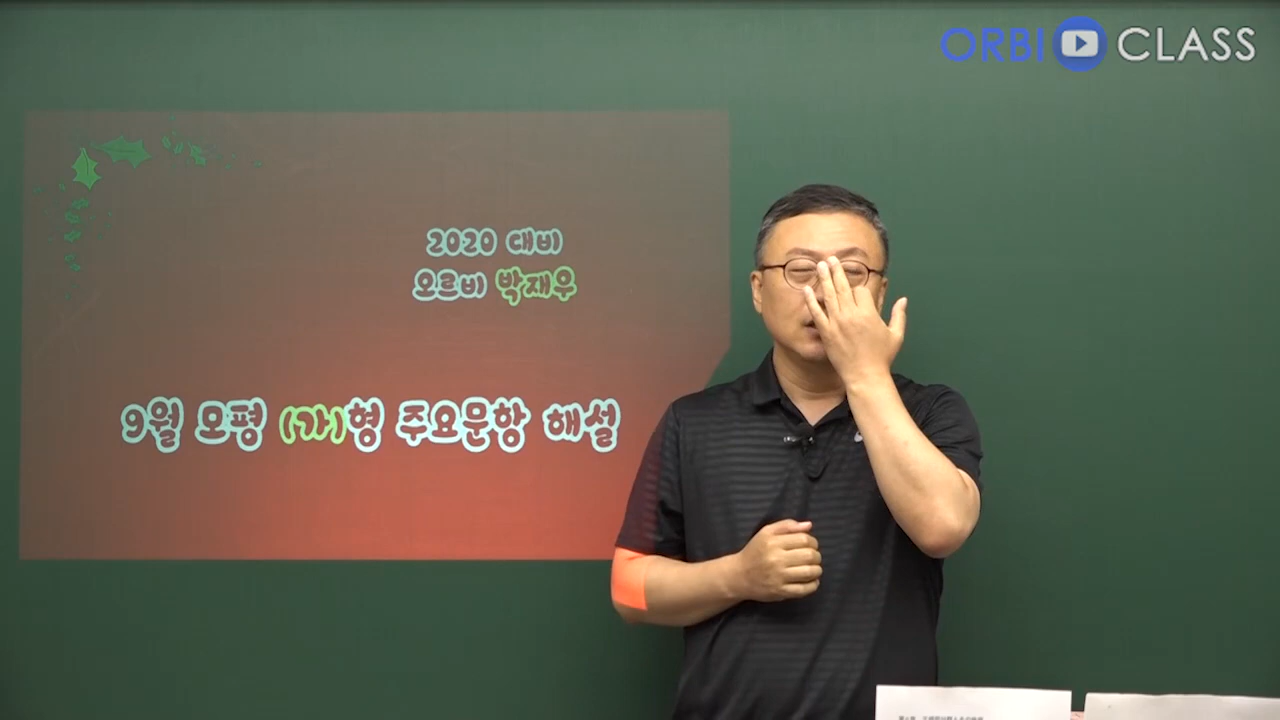 ORBI CLASS
2020 대비
오르비 박재우
9월 모평 (가)형 주요문항 해설